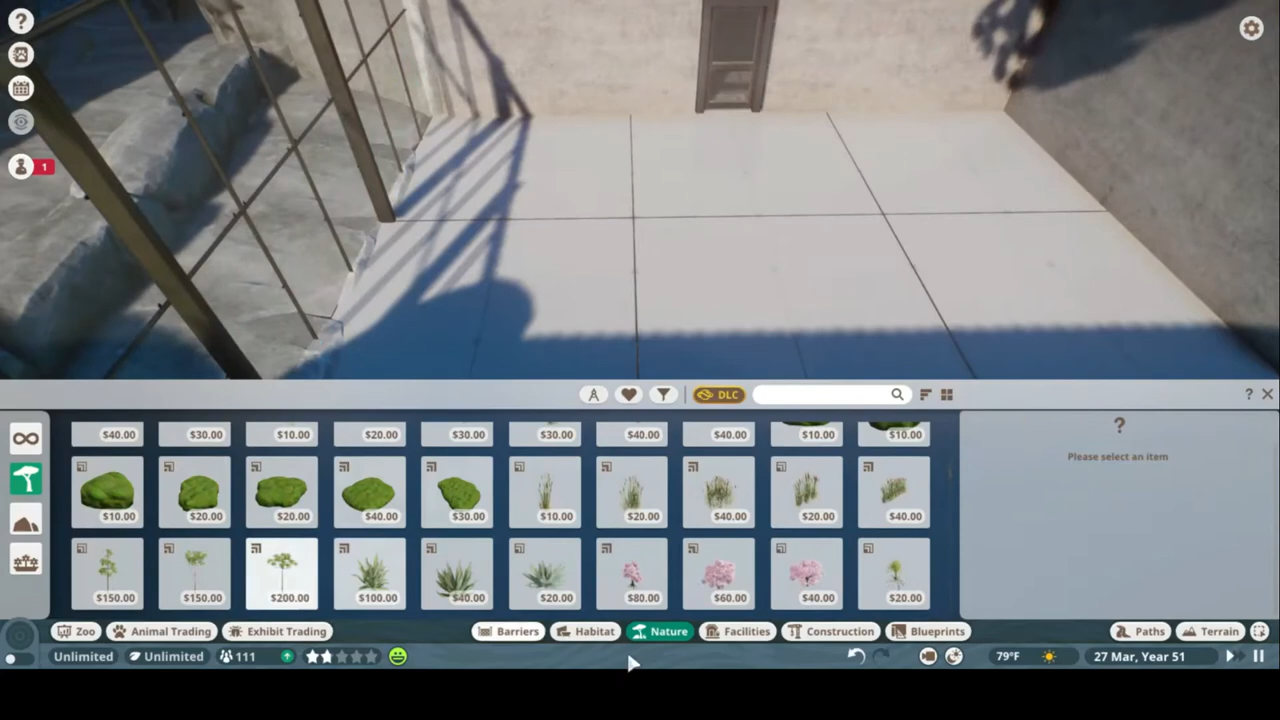 ?
1
DLC
? ×
?
Please select an item
$40.00 $30.00 $10.00 $20.00 $30.00 $30.00 $40.00 $40.00 $10.00 $10.00
$10.00 $20.00 $20.00 $40.00 $30.00 $10.00 $20.00 $40.00 $20.00 $40.00
$150.00 $150.00 $200.00 $100.00 $40.00 $20.00 $80.00 $60.00 $40.00 $20.00
Zoo Animal Trading Exhibit Trading Barriers Habitat Nature Facilities Construction Blueprints Paths Terrain
Unlimited Unlimited 111 79°F 27 Mar, Year 51